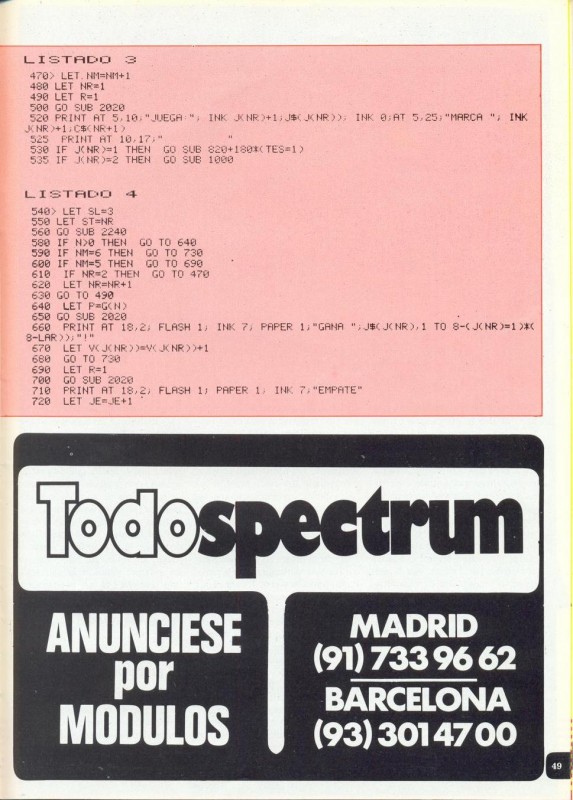 LISTADO 3
470> LET NM=NM+1
480 LET NR=1
490 LET R=1
500 GO SUB 2020
520 PRINT AT 5,10;"JUEGA:"; INK J(NR)+1;J$(J(NR)); INK 0;AT 5,25;"MARCA "; INK
J(NR)+1;C$(NR+1)
525 PRINT AT 10,17;"          "
530 IF J(NR)=1 THEN GO SUB 820+180*(TES=1)
535 IF J(NR)=2 THEN GO SUB 1000
LISTADO 4
540> LET SL=3
550 LET ST=NR
560 GO SUB 2240
580 IF N>0 THEN GO TO 640
590 IF NM=6 THEN GO TO 730
600 IF NM=5 THEN GO TO 690
610 IF NR=2 THEN GO TO 470
620 LET NR=NR+1
630 GO TO 490
640 LET P=G(N)
650 GO SUB 2020
660 PRINT AT 18,2; FLASH 1; INK 7; PAPER 1;"GANA ";J$(J(NR),1 TO 8-(J(NR)=1)*(
8-LAR));"!"
670 LET V(J(NR))=V(J(NR))+1
680 GO TO 730
690 LET R=1
700 GO SUB 2020
710 PRINT AT 18,2; FLASH 1; PAPER 1; INK 7;"EMPATE"
720 LET JE=JE+1
Todospectrum
ANUNCIESE
por
MODULOS
MADRID
(91) 733 96 62
BARCELONA
(93) 301 47 00
49